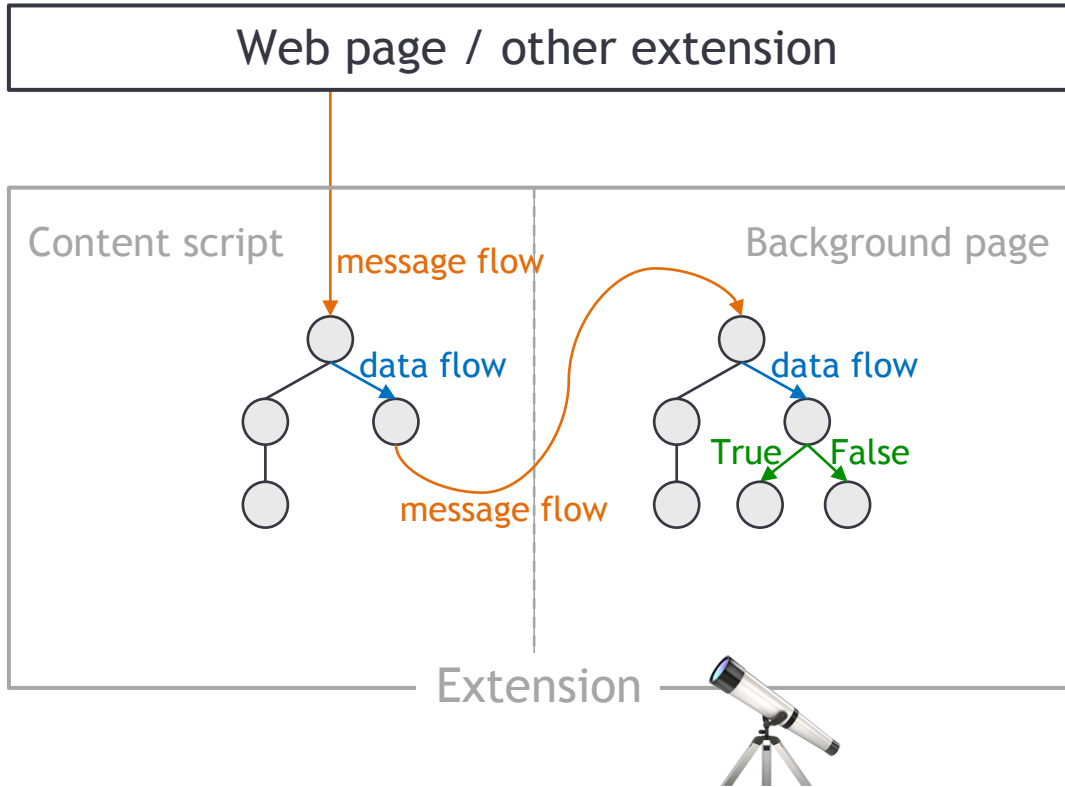 Web page / other extension
Content script
Background page
message flow
data flow
data flow
True
False
message flow
Extension